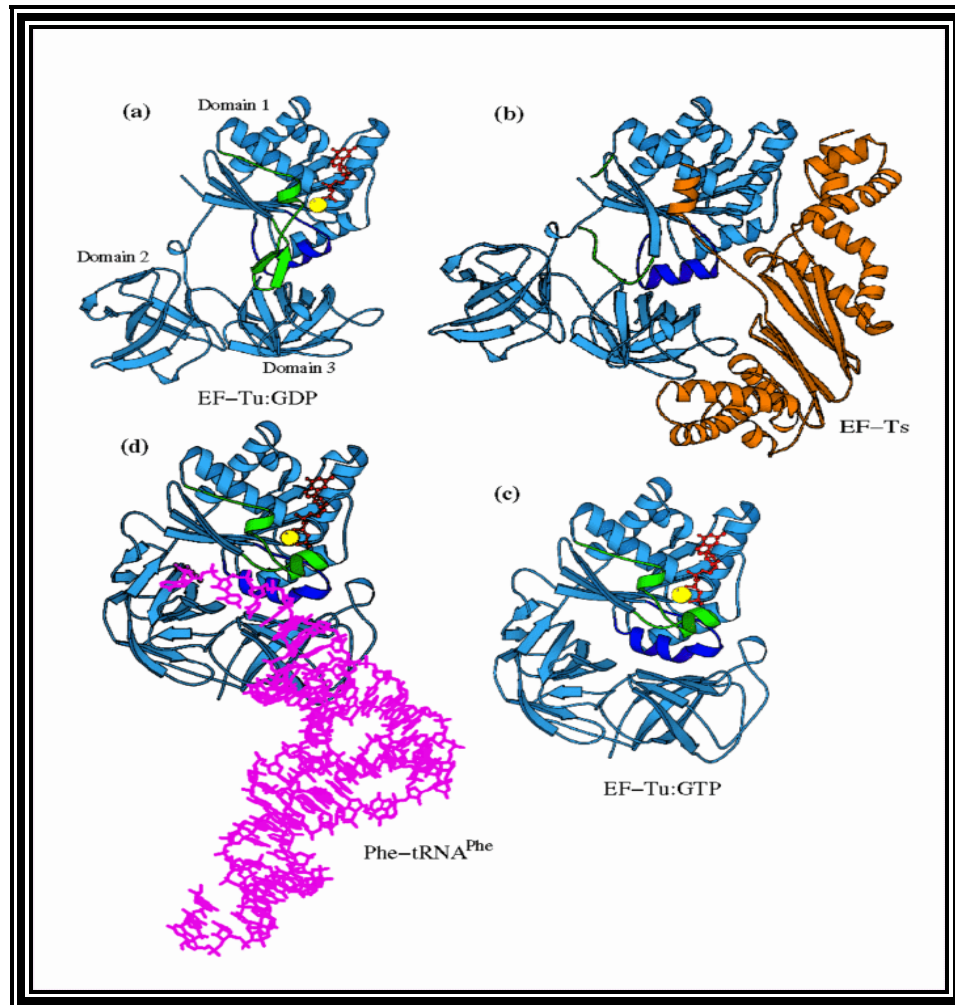 (a)
Domain 1
Domain 2
Domain 3
EF–Tu:GDP
(b)
EF–Ts
(d)
Phe–tRNA^Phe
(c)
EF–Tu:GTP